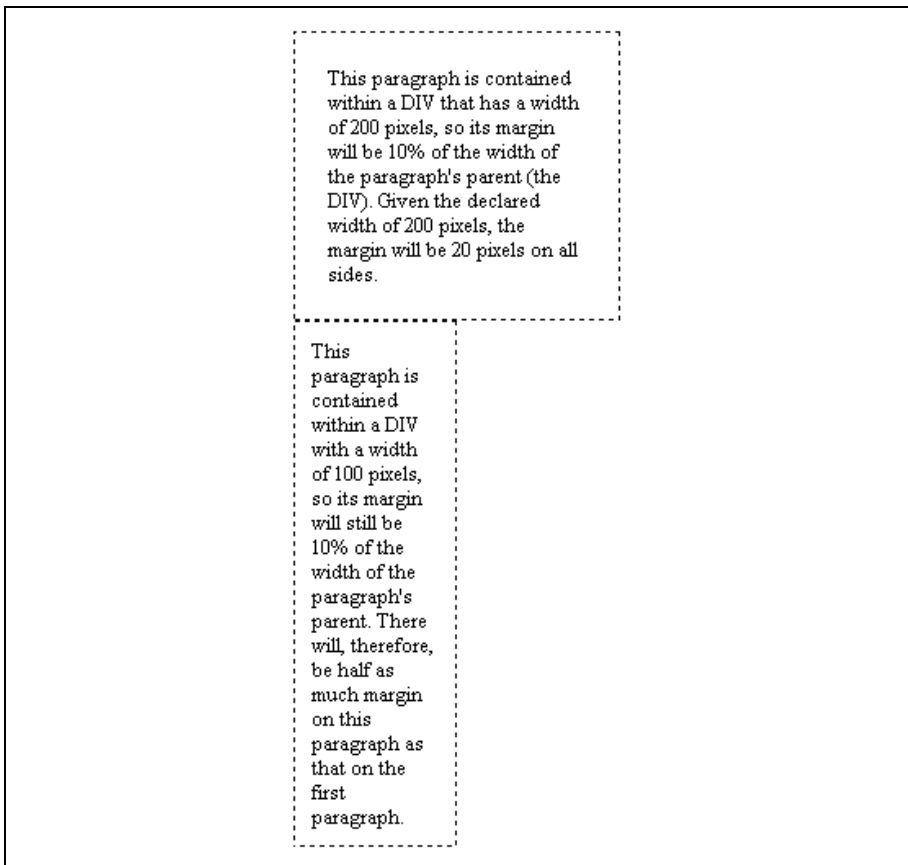 This paragraph is contained
within a DIV that has a width
of 200 pixels, so its margin
will be 10% of the width of
the paragraph's parent (the
DIV). Given the declared
width of 200 pixels, the
margin will be 20 pixels on all
sides.
This
paragraph is
contained
within a DIV
with a width
of 100 pixels,
so its margin
will still be
10% of the
width of the
paragraph's
parent. There
will, therefore,
be half as
much margin
on this
paragraph as
that on the
first
paragraph.